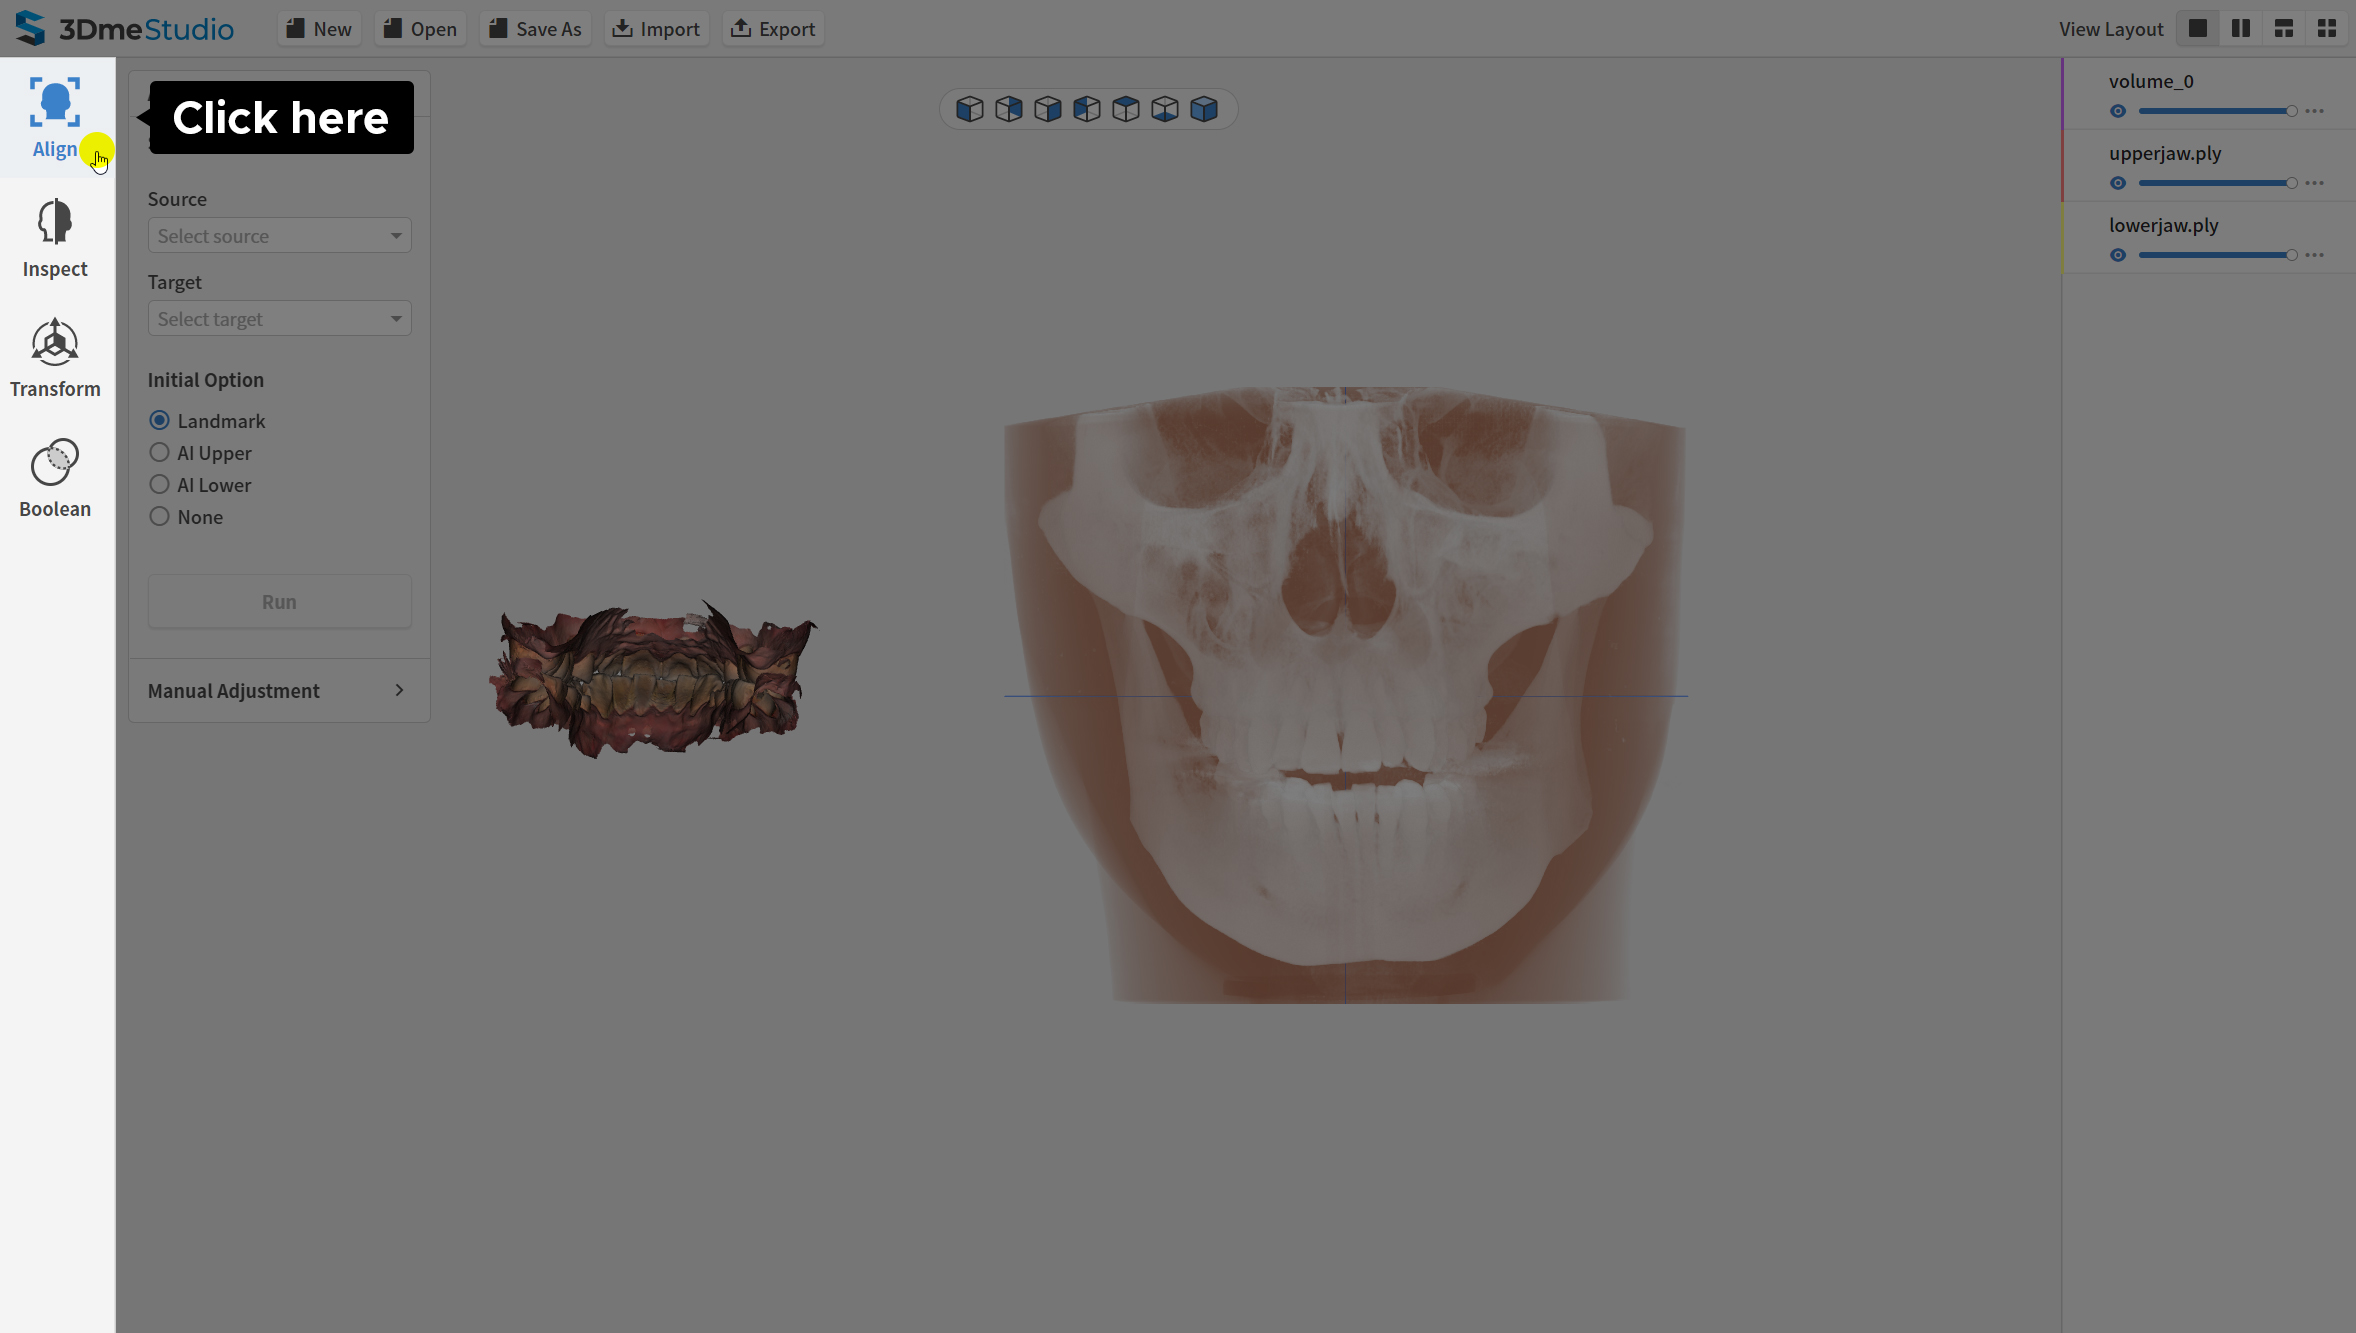 3DmeStudio
New
Open
Save As
Import
Export
View Layout
Align
Inspect
Transform
Boolean
Click here
Source
Select source
Target
Select target
Initial Option
Landmark
AI Upper
AI Lower
None
Run
Manual Adjustment
volume_0
upperjaw.ply
lowerjaw.ply